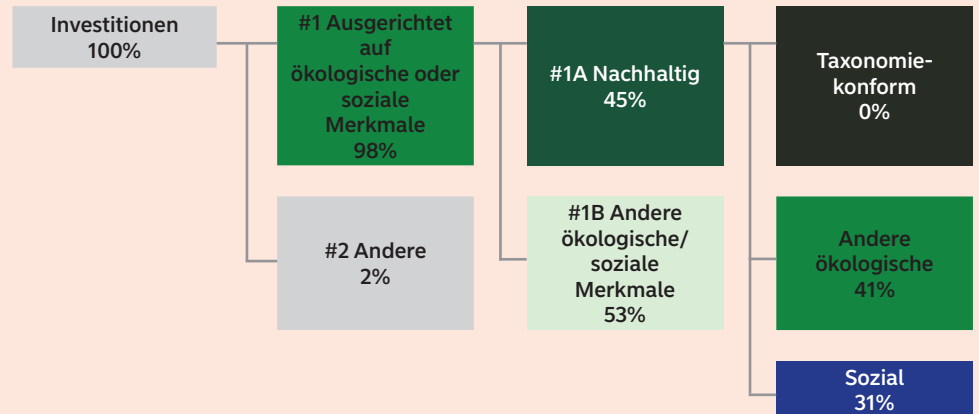 Investitionen
100%
#1 Ausgerichtet
auf
ökologische oder
soziale
Merkmale
98%
#2 Andere
2%
#1A Nachhaltig
45%
#1B Andere
ökologische/
soziale
Merkmale
53%
Taxonomie-
konform
0%
Andere
ökologische
41%
Sozial
31%